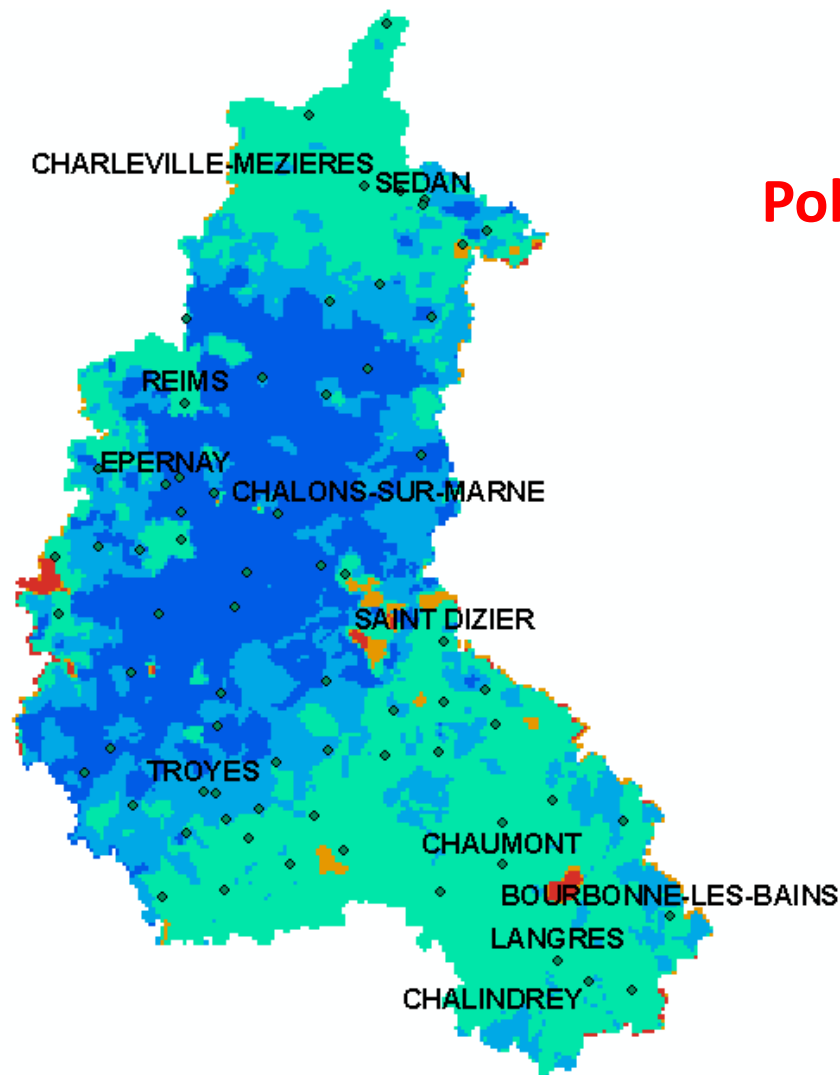 CHARLEVILLE-MEZIERES
SEDAN
Pol
REIMS
EPERNAY
CHALONS-SUR-MARNE
SAINT DIZIER
TROYES
CHAUMONT
BOURBONNE-LES-BAINS
LANGRES
CHALINDREY